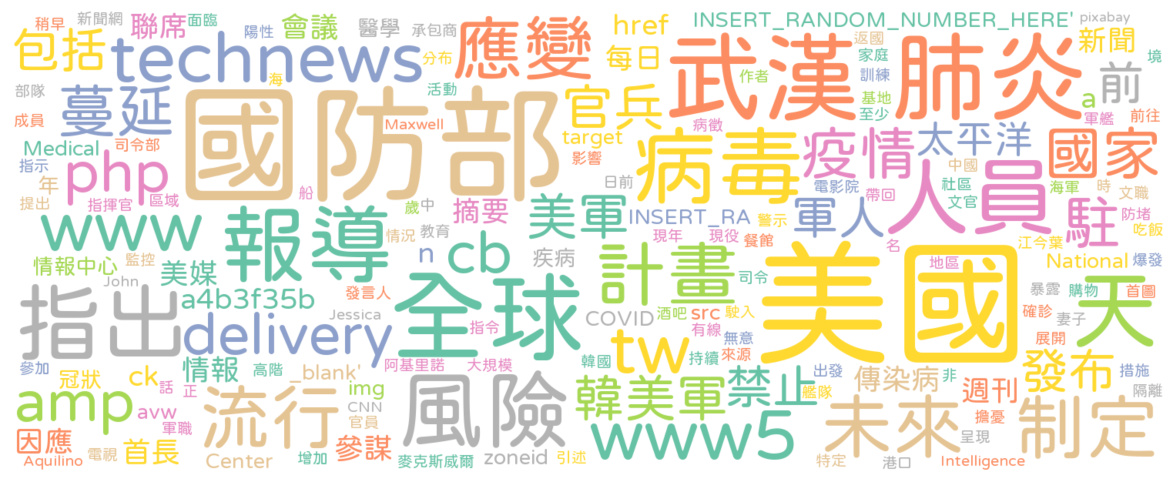 稍早 新聞網 聯席 面臨 陽性 會議 醫學 承包商 href INSERT_RANDOM_NUMBER_HERE' pixabay
包括 technews 應變 每日 武漢 肺炎 返國 家庭 作者 訓練 新聞 境
部隊 蔓延 國防部 海 分布 活動 官兵 基地 至少 前 a 軍艦 前往
成員 司令部 Maxwell target 病徵 疫情 太平洋 國家
Medical 指示 php 影響 病毒 人員 中國
年 提出 指揮官 區域 船 歲 中 摘要 日前 電影院 帶回 社區 文官 海軍 時 文職
www 報導 情況 教育 美軍 INSERT_RA 警示 軍人 駐 防堵 吃飯
情報中心 監控 n cb 疾病 現年 現役 餐館 名 江今葉
John 美媒 a4b3f35b 發言人 計畫 司令 美國 地區 National 爆發
指出 Jessica 全球 COVID 酒吧 src 駛入 暴露 購物 首圖 天
delivery 指令 tw 有線 無意 確診 妻子
參加 冠狀 ck 情報 高階 _blank' 阿基里諾 大規模 韓國 持續 來源 展開
amp 話 正 img 韓美軍 禁止 出發 傳染病 非 週刊 發布 措施
avw 軍職 流行 CNN 官員 風險 艦隊 未來 擔憂 制定 隔離
因應 首長 參謀 www5 呈現
Aquilino 電視 Center 增加 麥克斯威爾 zoneid 引述 特定 港口 Intelligence